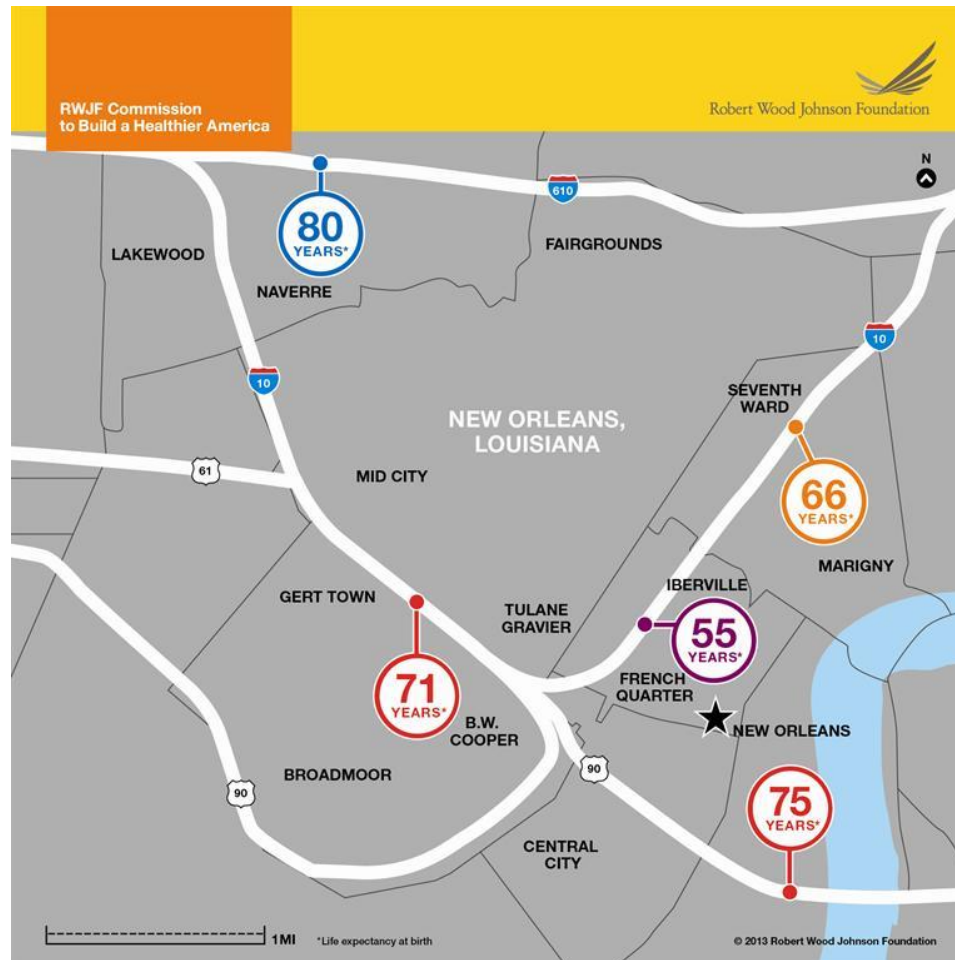 RWJF Commission
to Build a Healthier America
Robert Wood Johnson Foundation
N
610
80
YEARS*
LAKEWOOD
FAIRGROUNDS
NAVERRE
10
10
SEVENTH
WARD
NEW ORLEANS,
LOUISIANA
61
MID CITY
66
YEARS*
MARIGNY
IBERVILLE
GERT TOWN
TULANE
GRAVIER
55
YEARS*
FRENCH
QUARTER
71
YEARS*
B.W.
COOPER
NEW ORLEANS
BROADMOOR
90
90
75
YEARS*
CENTRAL
CITY
1MI
*Life expectancy at birth
© 2013 Robert Wood Johnson Foundation